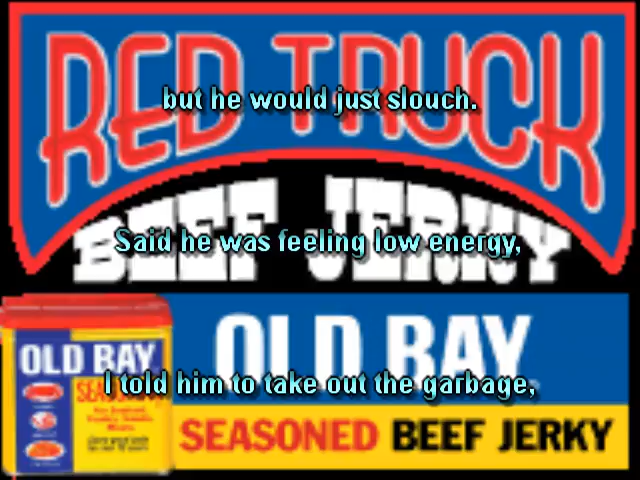 RED TRUCK
but he would just slouch.
BEEF JERKY
Said he was feeling low energy,
OLD BAY
OLD BAY
I told him to take out the garbage,
SEASONED BEEF JERKY